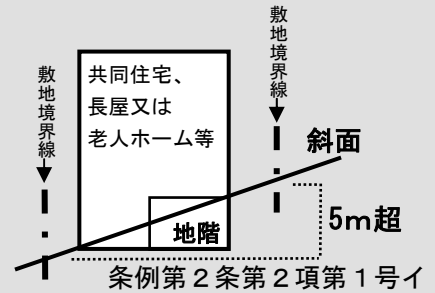 敷地境界線
共同住宅、
長屋又は
老人ホーム等
敷地境界線
斜面
地階
5m超
条例第2条第2項第1号イ